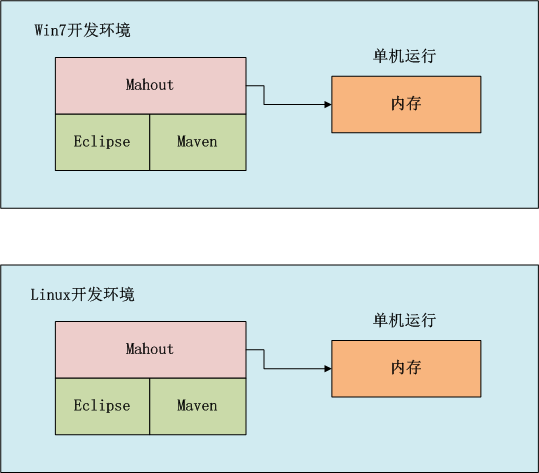 Win7开发环境
单机运行
Mahout
内存
Eclipse
Maven
Linux开发环境
单机运行
Mahout
内存
Eclipse
Maven